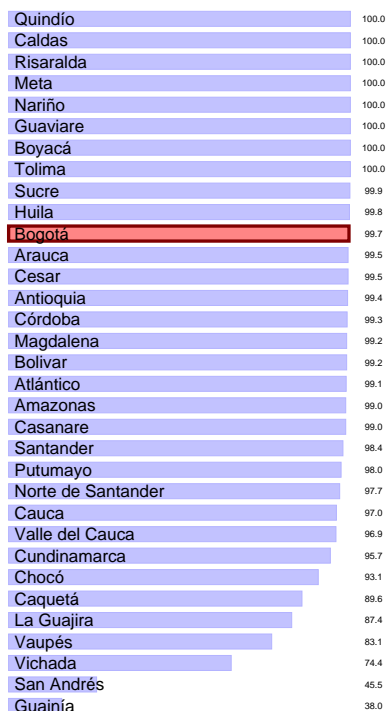 Quindío 100.0
Caldas 100.0
Risaralda 100.0
Meta 100.0
Nariño 100.0
Guaviare 100.0
Boyacá 100.0
Tolima 100.0
Sucre 99.9
Huila 99.8
Bogotá 99.7
Arauca 99.5
Cesar 99.5
Antioquia 99.4
Córdoba 99.3
Magdalena 99.2
Bolivar 99.2
Atlántico 99.1
Amazonas 99.0
Casanare 99.0
Santander 98.4
Putumayo 98.0
Norte de Santander 97.7
Cauca 97.0
Valle del Cauca 96.9
Cundinamarca 95.7
Chocó 93.1
Caquetá 89.6
La Guajira 87.4
Vaupés 83.1
Vichada 74.4
San Andrés 45.5
Guainía 38.0